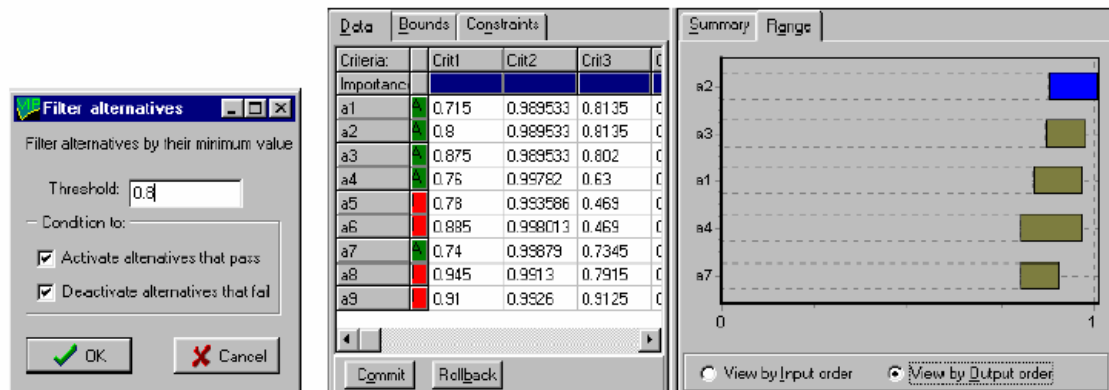 Filter alternatives
Filter alternatives by their minimum value
Threshold: 0.8
Condition to:
Activate altenatives that pass
Deactivate alternatives that fail
OK
Cancel
Data Bounds Constraints
Criteria: Crit1 Crit2 Crit3
Importance
a1 A 0.715 0.989533 0.8135
a2 A 0.8 0.989533 0.8135
a3 A 0.875 0.989533 0.802
a4 A 0.76 0.99782 0.63
a5 0.78 0.993586 0.469
a6 0.885 0.998013 0.469
a7 A 0.74 0.99879 0.7345
a8 0.945 0.9913 0.7915
a9 0.91 0.9926 0.9125
Commit Rollback
Summary Range
a2
a3
a1
a4
a7
0 1
View by Input order View by Output order